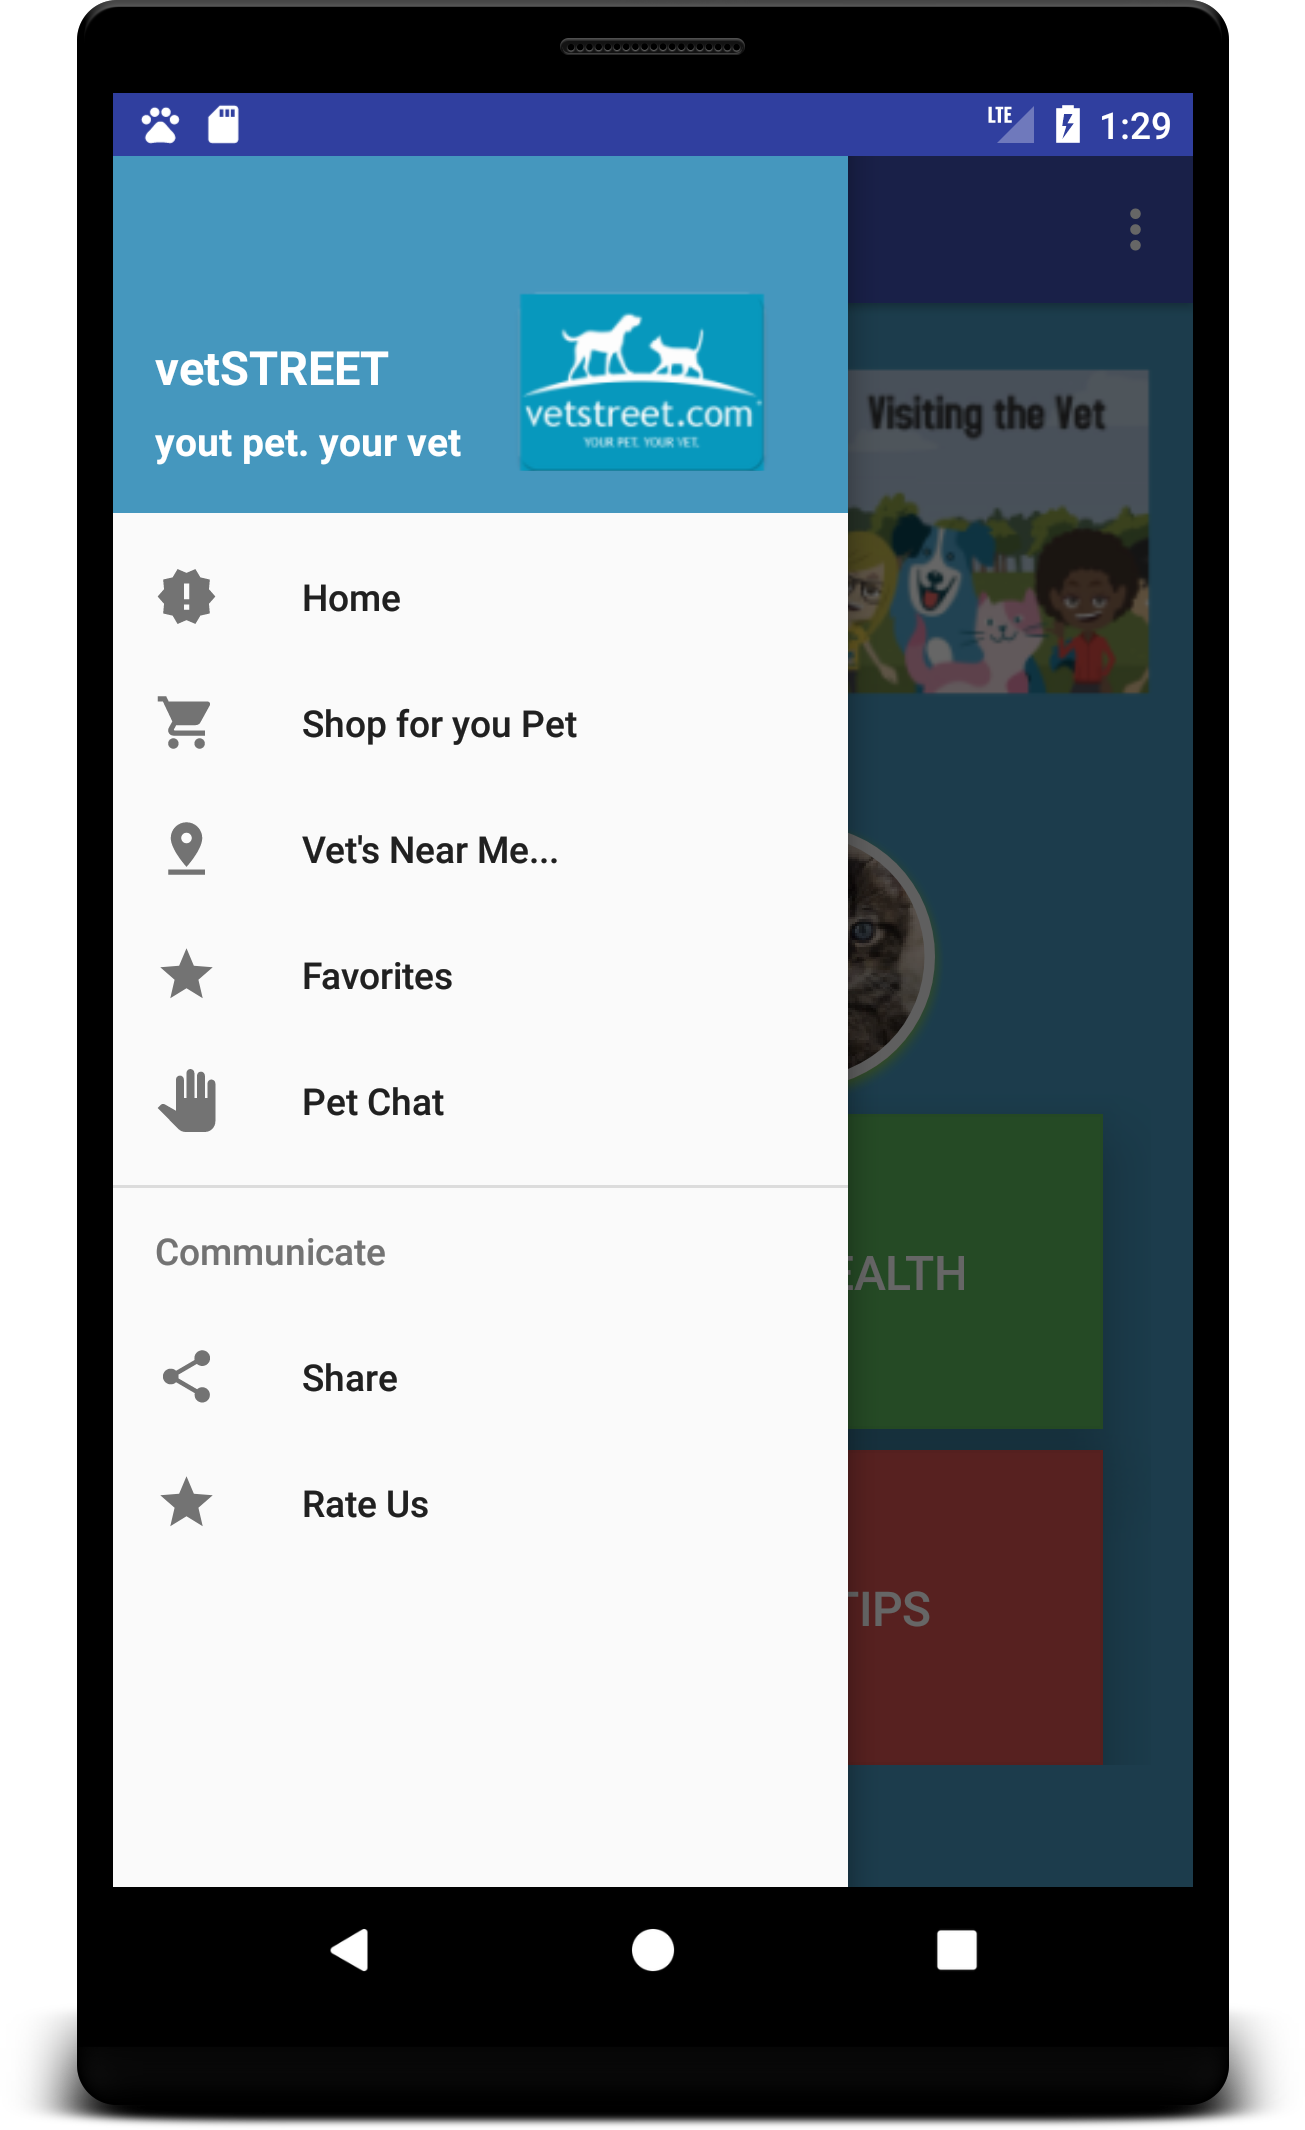 LTE 1:29
vetSTREET
yout pet. your vet
vetstreet.com
YOUR PET. YOUR VET.
Visiting the Vet
Home
Shop for you Pet
Vet's Near Me...
Favorites
Pet Chat
EALTH
Communicate
Share
Rate Us
TIPS